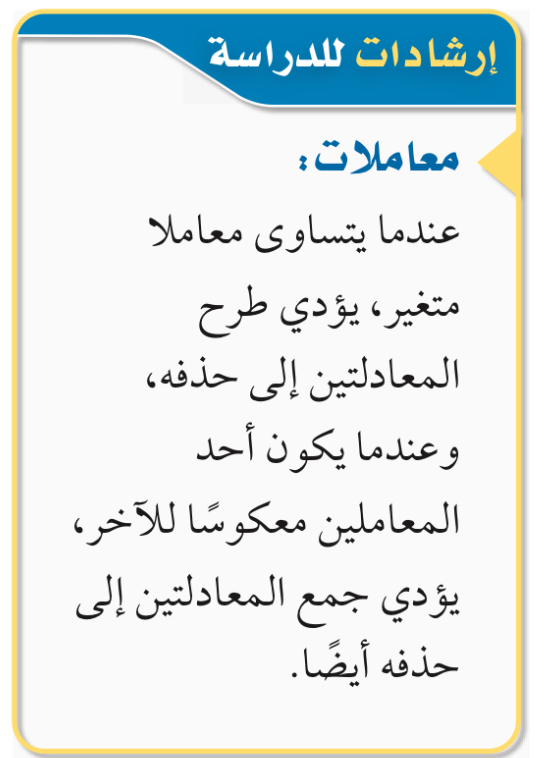 إرشادات للدراسة
معاملات:
عندما يتساوى معاملا
متغير، يؤدي طرح
المعادلتين إلى حذفه،
وعندما يكون أحد
المعاملين معكوسًا للآخر،
يؤدي جمع المعادلتين إلى
حذفه أيضًا.